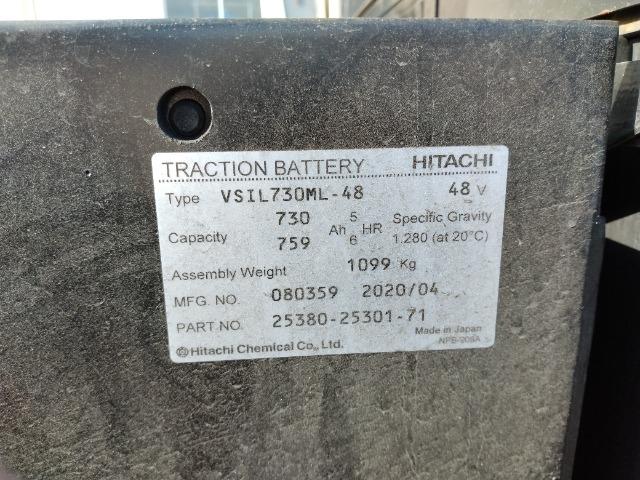 TRACTION BATTERY HITACHI
Type VSIL730ML-48 48 V
Capacity 730 Ah 5 HR Specific Gravity
759 6 1.280 (at 20°C)
Assembly Weight 1099 Kg
MFG. NO. 080359 2020/04
PART NO. 25380-25301-71
Made in Japan
©Hitachi Chemical Co., Ltd.